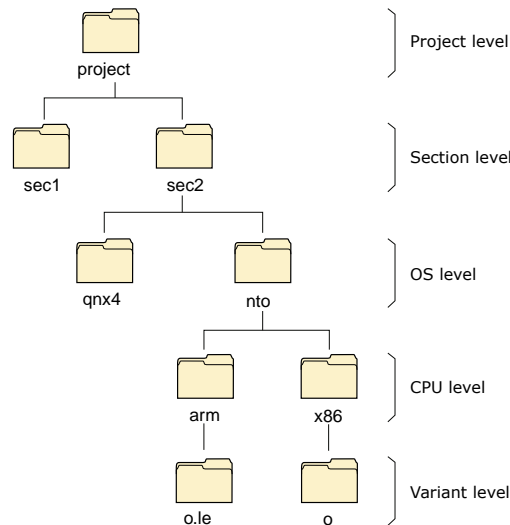 Project level
project
Section level
sec1 sec2
OS level
qnx4 nto
CPU level
arm x86
Variant level
o.le o